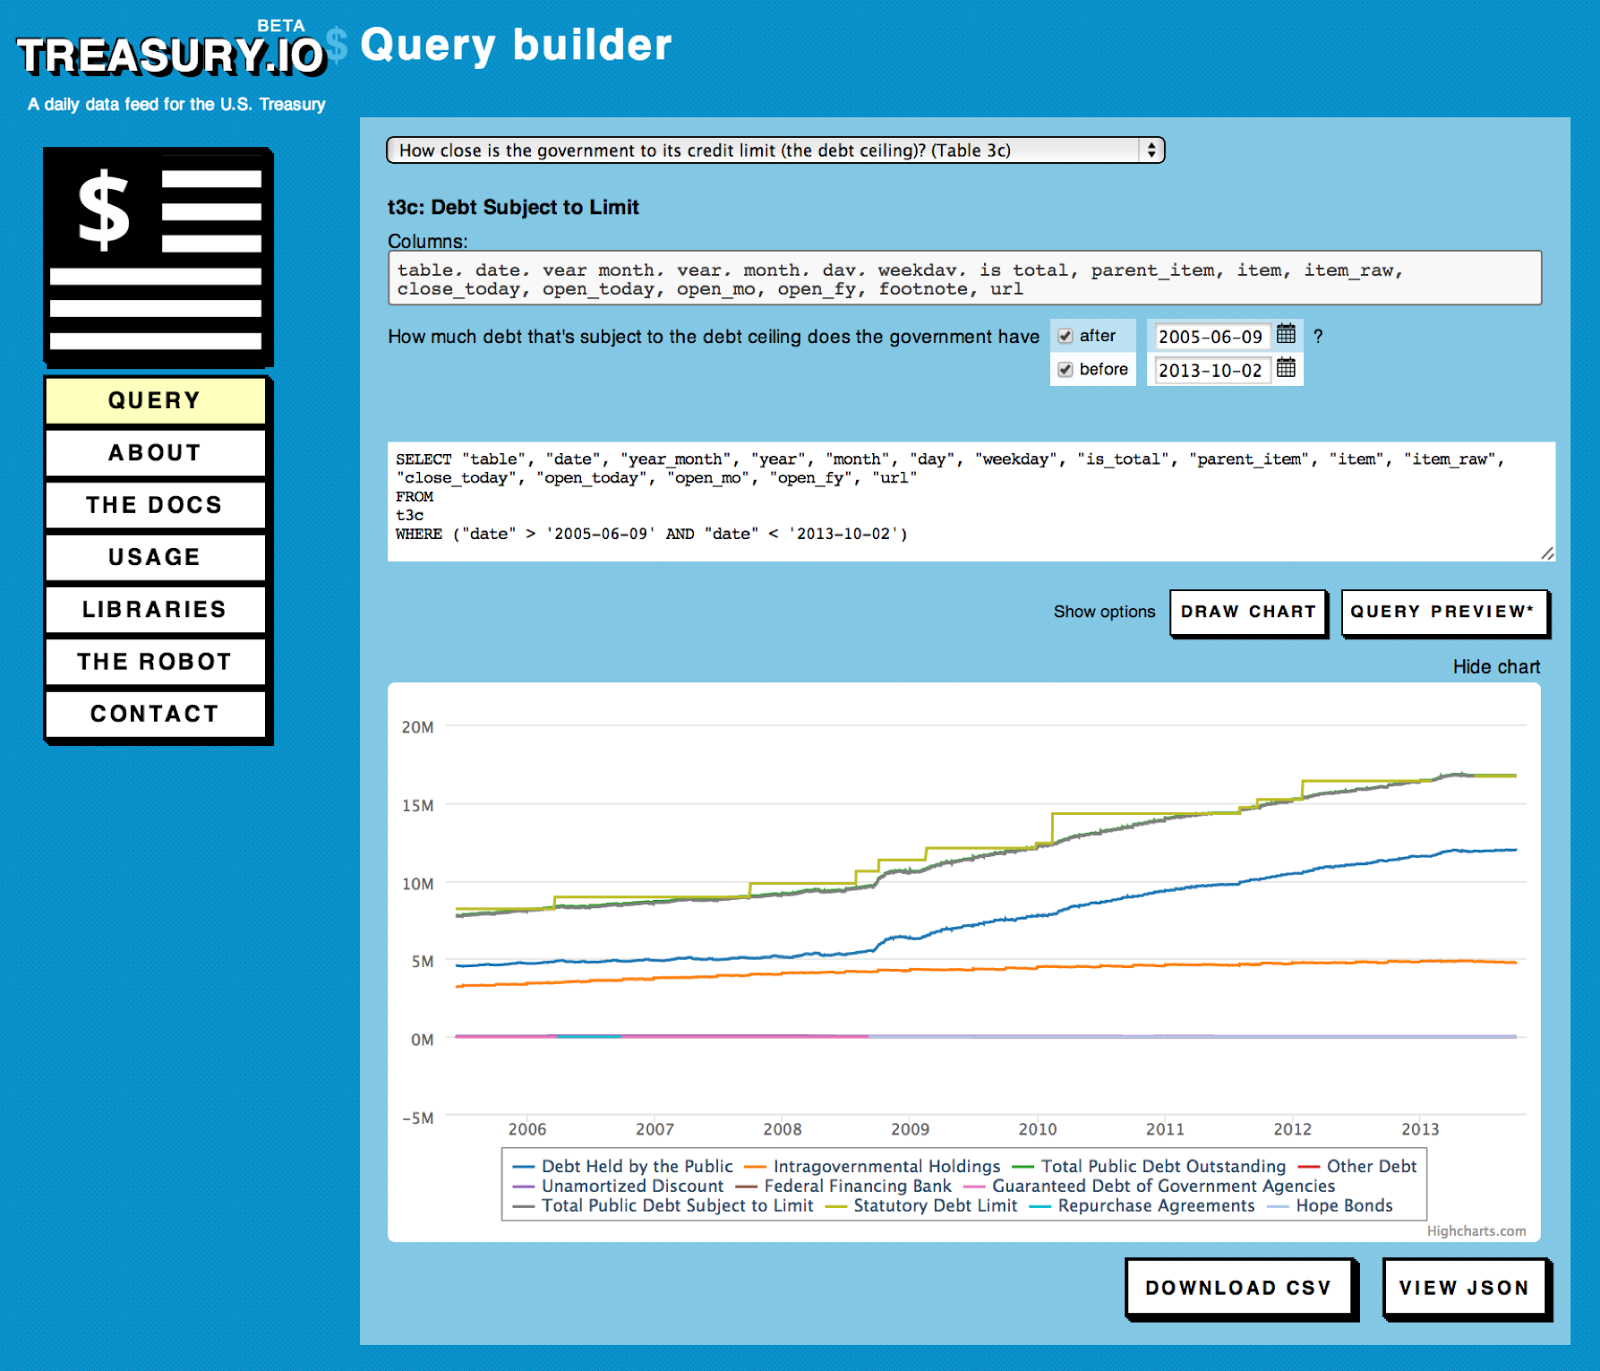 BETA
TREASURY.IO
$ Query builder
A daily data feed for the U.S. Treasury
$
QUERY
ABOUT
THE DOCS
USAGE
LIBRARIES
THE ROBOT
CONTACT
How close is the government to its credit limit (the debt ceiling)? (Table 3c)
t3c: Debt Subject to Limit
Columns:
table, date, year_month, year, month, day, weekday, is_total, parent_item, item, item_raw,
close_today, open_today, open_mo, open_fy, footnote, url
How much debt that's subject to the debt ceiling does the government have after 2005-06-09 ?
before 2013-10-02
SELECT "table", "date", "year_month", "year", "month", "day", "weekday", "is_total", "parent_item", "item", "item_raw",
"close_today", "open_today", "open_mo", "open_fy", "url"
FROM
t3c
WHERE ("date" > '2005-06-09' AND "date" < '2013-10-02')
Show options DRAW CHART QUERY PREVIEW*
Hide chart
20M
15M
10M
5M
0M
-5M
2006 2007 2008 2009 2010 2011 2012 2013
Debt Held by the Public Intragovernmental Holdings Total Public Debt Outstanding Other Debt
Unamortized Discount Federal Financing Bank Guaranteed Debt of Government Agencies
Total Public Debt Subject to Limit Statutory Debt Limit Repurchase Agreements Hope Bonds
Highcharts.com
DOWNLOAD CSV VIEW JSON